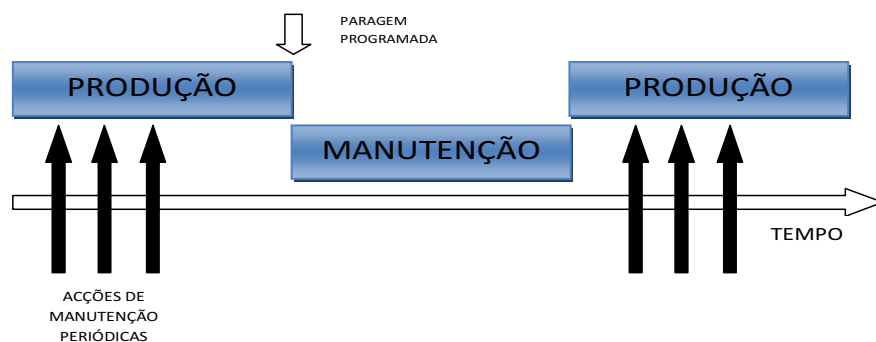 PARAGEM
PROGRAMADA
PRODUÇÃO
PRODUÇÃO
MANUTENÇÃO
TEMPO
ACÇÕES DE
MANUTENÇÃO
PERIÓDICAS